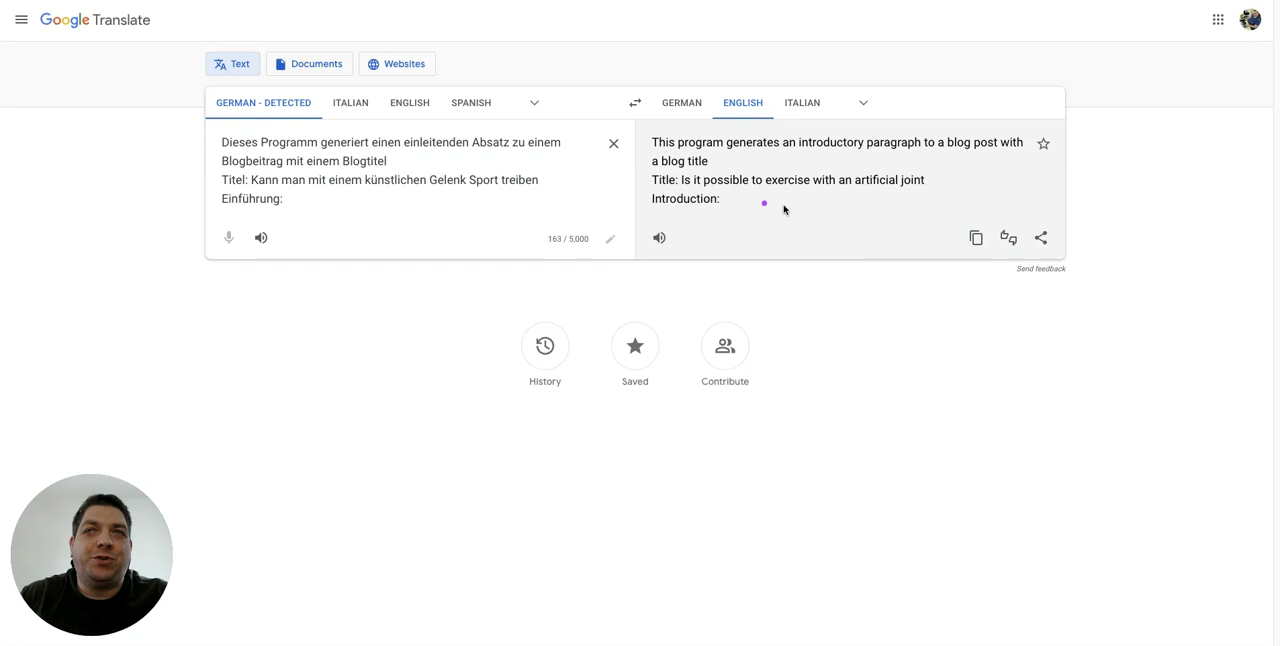 Google Translate
Text
Documents
Websites
GERMAN - DETECTED ITALIAN ENGLISH SPANISH
GERMAN ENGLISH ITALIAN
Dieses Programm generiert einen einleitenden Absatz zu einem
Blogbeitrag mit einem Blogtitel
Titel: Kann man mit einem künstlichen Gelenk Sport treiben
Einführung:
163 / 5,000
This program generates an introductory paragraph to a blog post with
a blog title
Title: Is it possible to exercise with an artificial joint
Introduction:
Send feedback
History
Saved
Contribute